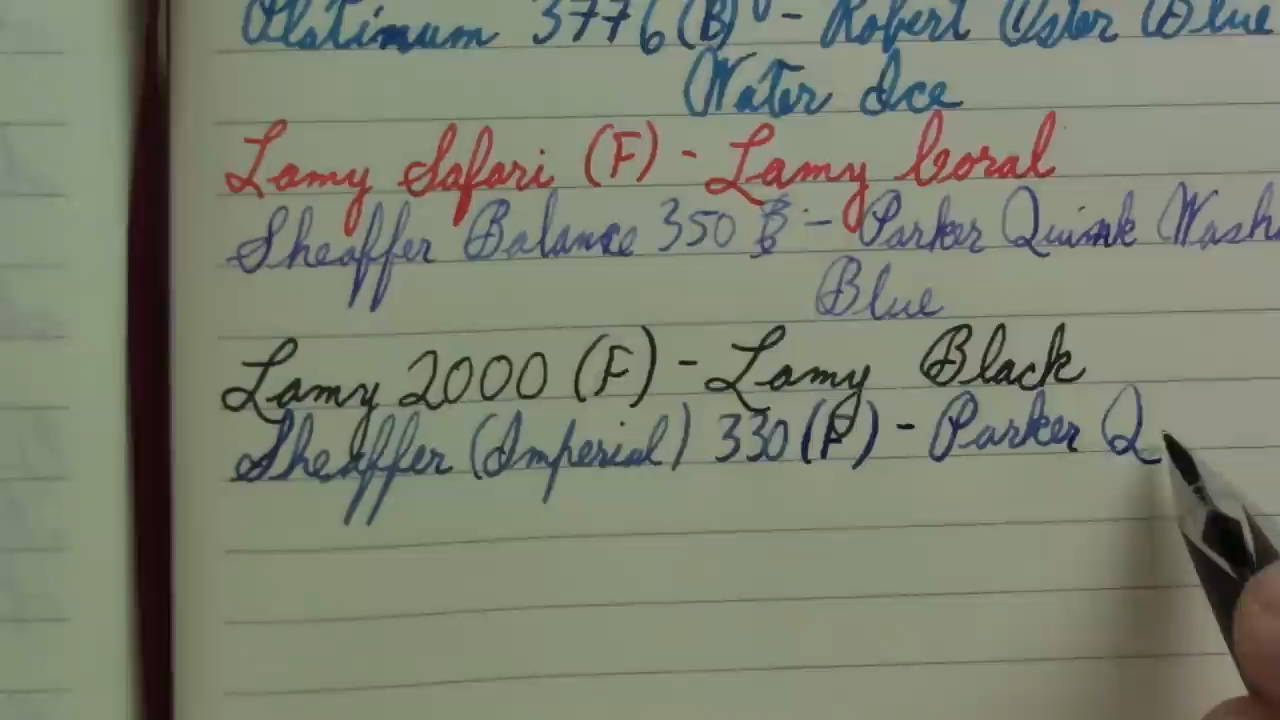 Platinum 3776 (B) - Robert Oster Blue
Water Ice
Lamy Safari (F) - Lamy Coral
Sheaffer Balance 350 B - Parker Quink Wash
Blue
Lamy 2000 (F) - Lamy Black
Sheaffer (Imperial) 330 (F) - Parker Q